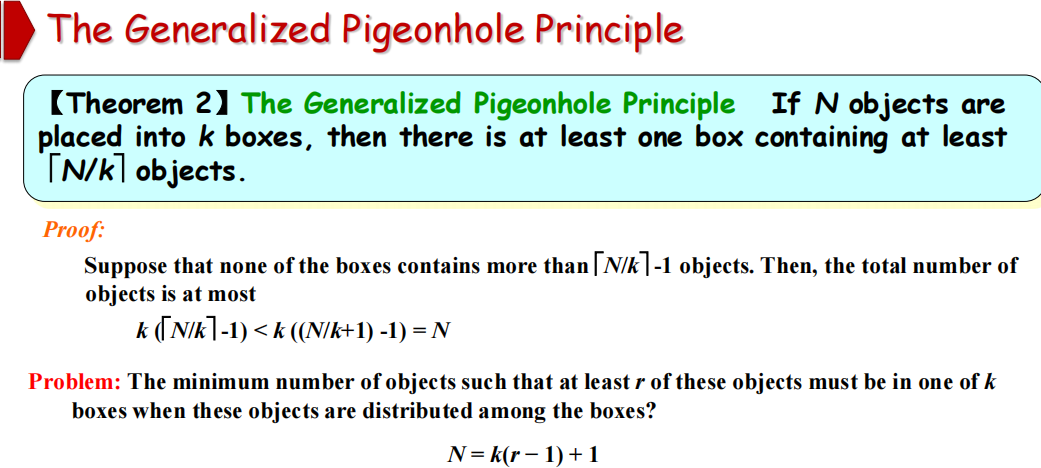 The Generalized Pigeonhole Principle
【Theorem 2】 The Generalized Pigeonhole Principle If N objects are
placed into k boxes, then there is at least one box containing at least
⌈N/k⌉ objects.
Proof:
Suppose that none of the boxes contains more than ⌈N/k⌉-1 objects. Then, the total number of
objects is at most
k (⌈N/k⌉-1) < k ((N/k+1) -1) = N
Problem: The minimum number of objects such that at least r of these objects must be in one of k
boxes when these objects are distributed among the boxes?
N = k(r − 1) + 1